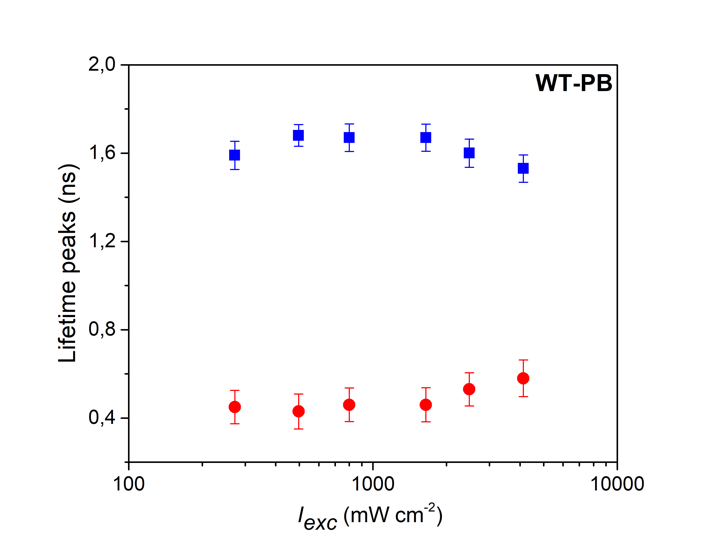 WT-PB
2,0
1,6
1,2
0,8
0,4
Lifetime peaks (ns)
100 1000 10000
I_exc (mW cm⁻²)